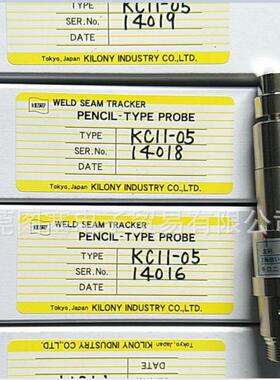 TYPE KC11-05
SER.No. 14019
DATE
Tokyo,Japan KILONY INDUSTRY CO.,LTD.
WELD SEAM TRACKER
PENCIL-TYPE PROBE
TYPE KC11-05
SER.No. 14018
DATE
Tokyo,Japan KILONY INDUSTRY CO.,LTD.
WELD SEAM TRACKER
PENCIL-TYPE PROBE
TYPE KC11-05
SER.No. 14016
DATE
Tokyo,Japan KILONY INDUSTRY CO.,LTD.